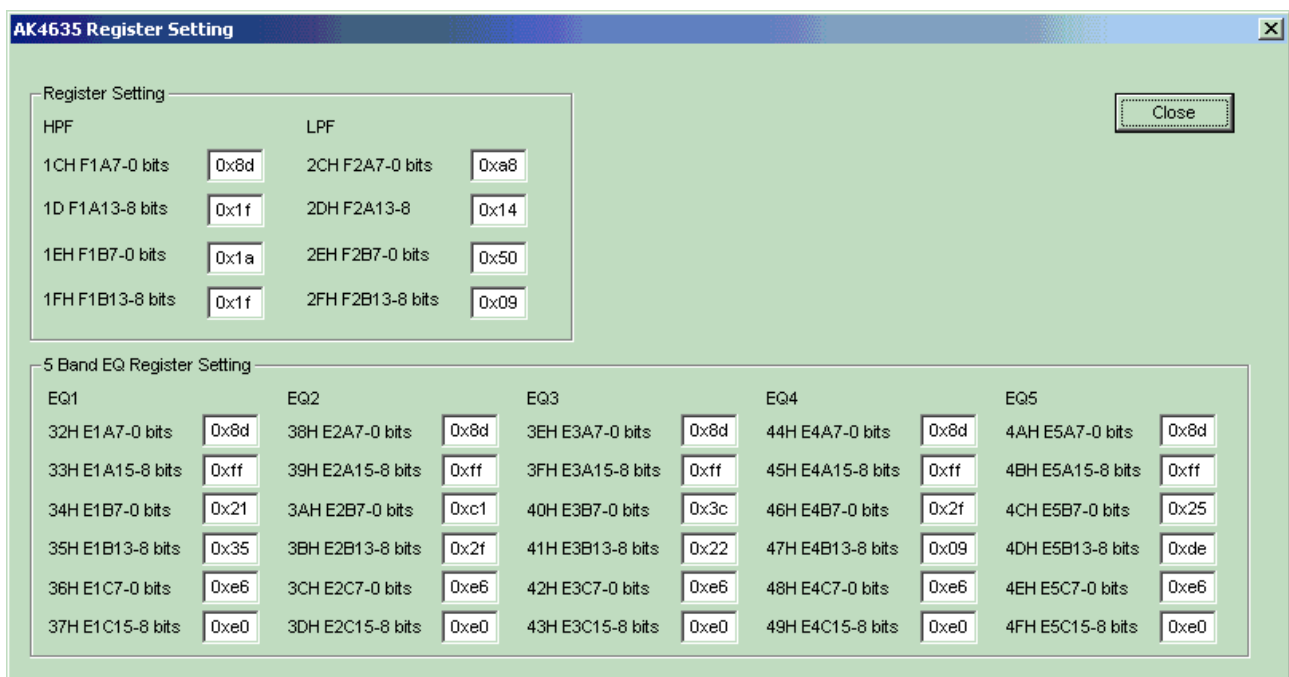 AK4635 Register Setting
Register Setting
Close
HPF LPF
1CH F1A7-0 bits 0x8d 2CH F2A7-0 bits 0xa8
1D F1A13-8 bits 0x1f 2DH F2A13-8 0x14
1EH F1B7-0 bits 0x1a 2EH F2B7-0 bits 0x50
1FH F1B13-8 bits 0x1f 2FH F2B13-8 bits 0x09
5 Band EQ Register Setting
EQ1 EQ2 EQ3 EQ4 EQ5
32H E1A7-0 bits 0x8d 38H E2A7-0 bits 0x8d 3EH E3A7-0 bits 0x8d 44H E4A7-0 bits 0x8d 4AH E5A7-0 bits 0x8d
33H E1A15-8 bits 0xff 39H E2A15-8 bits 0xff 3FH E3A15-8 bits 0xff 45H E4A15-8 bits 0xff 4BH E5A15-8 bits 0xff
34H E1B7-0 bits 0x21 3AH E2B7-0 bits 0xc1 40H E3B7-0 bits 0x3c 46H E4B7-0 bits 0x2f 4CH E5B7-0 bits 0x25
35H E1B13-8 bits 0x35 3BH E2B13-8 bits 0x2f 41H E3B13-8 bits 0x22 47H E4B13-8 bits 0x09 4DH E5B13-8 bits 0xde
36H E1C7-0 bits 0xe6 3CH E2C7-0 bits 0xe6 42H E3C7-0 bits 0xe6 48H E4C7-0 bits 0xe6 4EH E5C7-0 bits 0xe6
37H E1C15-8 bits 0xe0 3DH E2C15-8 bits 0xe0 43H E3C15-8 bits 0xe0 49H E4C15-8 bits 0xe0 4FH E5C15-8 bits 0xe0